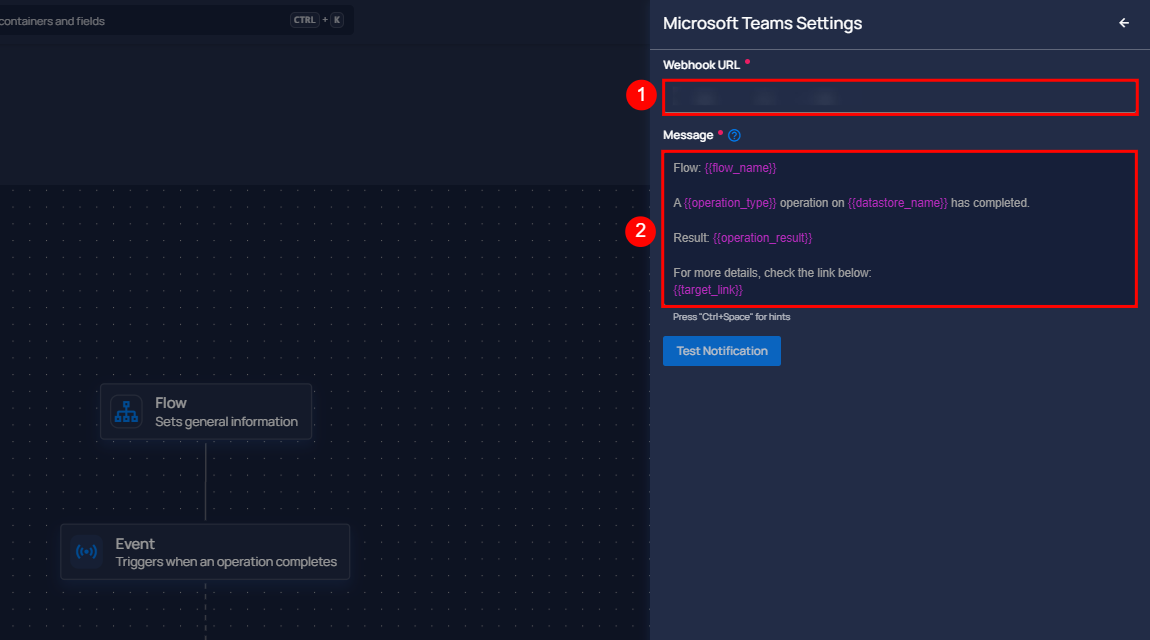 containers and fields
CTRL + K
Microsoft Teams Settings
Webhook URL *
1
Message *
2
Flow: {{flow_name}}
A {{operation_type}} operation on {{datastore_name}} has completed.
Result: {{operation_result}}
For more details, check the link below:
{{target_link}}
Press "Ctrl+Space" for hints
Test Notification
Flow
Sets general information
Event
Triggers when an operation completes